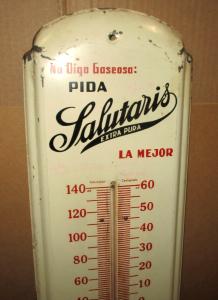 No Diga Gaseosa:
PIDA
Salutaris
EXTRA PURA
LA MEJOR
140 60
120 50
100 40
80 30
60 20
40 10